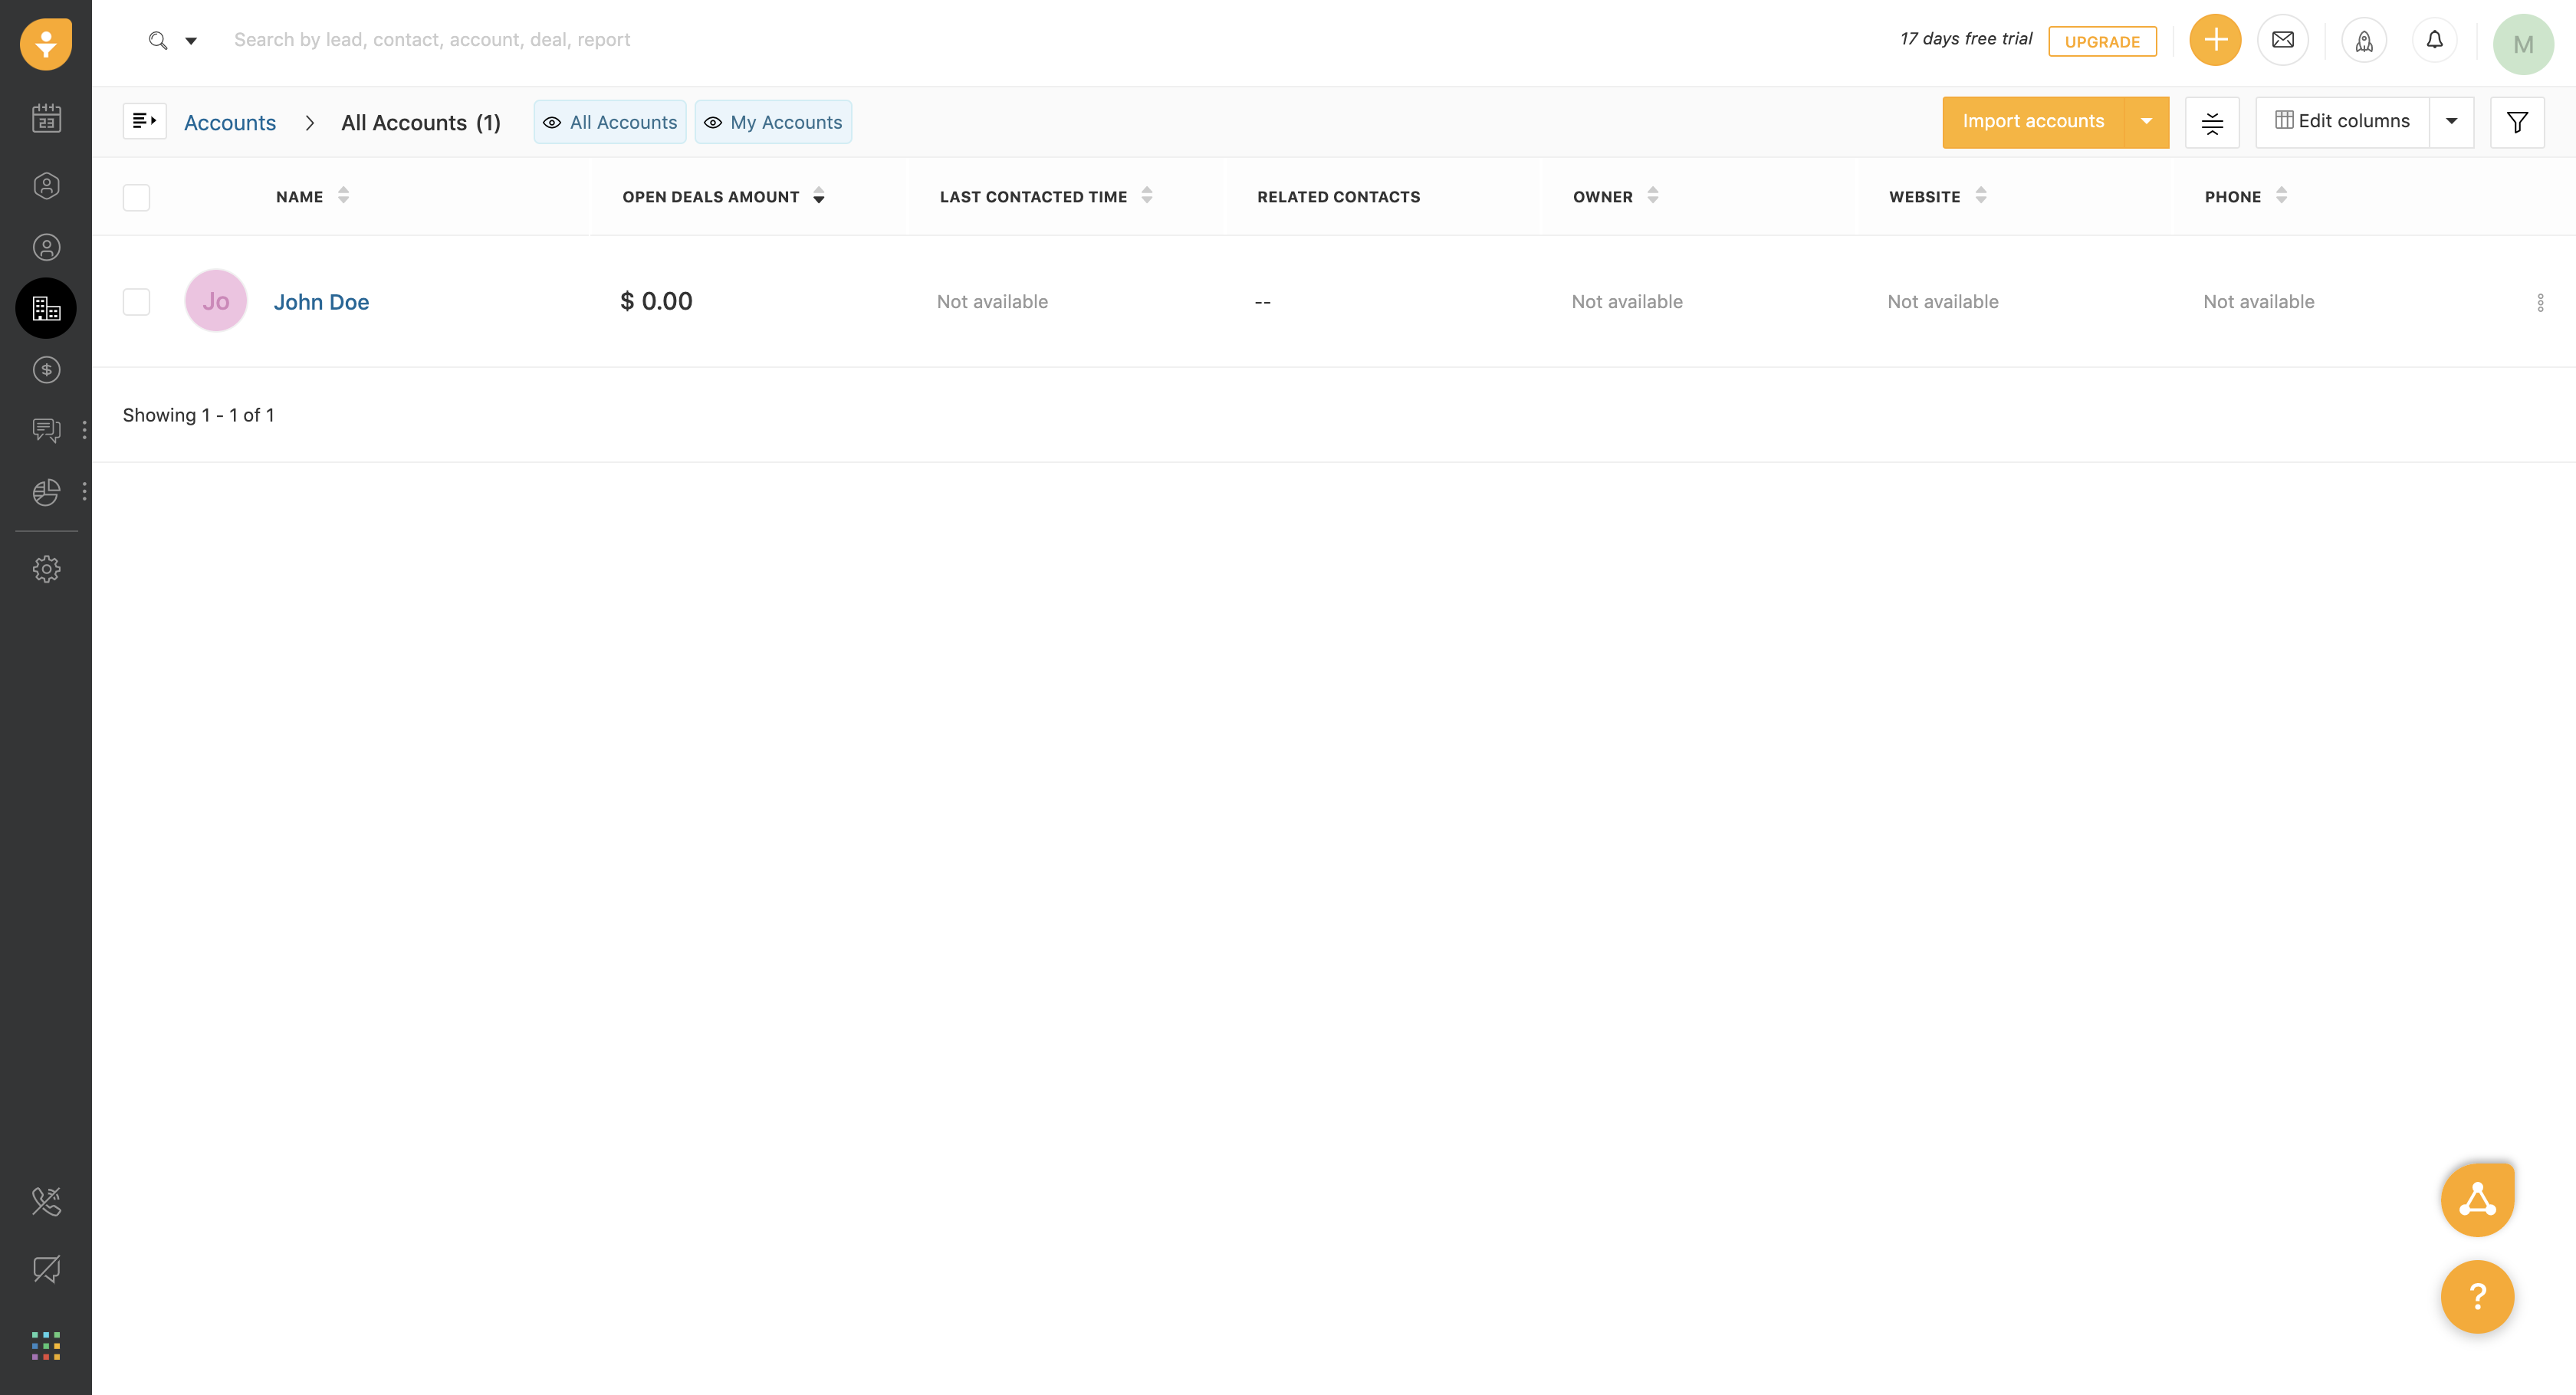 Search by lead, contact, account, deal, report
17 days free trial
UPGRADE
M
23
Accounts
All Accounts (1)
All Accounts
My Accounts
Import accounts
Edit columns
NAME
OPEN DEALS AMOUNT
LAST CONTACTED TIME
RELATED CONTACTS
OWNER
WEBSITE
PHONE
Jo
John Doe
$ 0.00
Not available
--
Not available
Not available
Not available
Showing 1 - 1 of 1
?